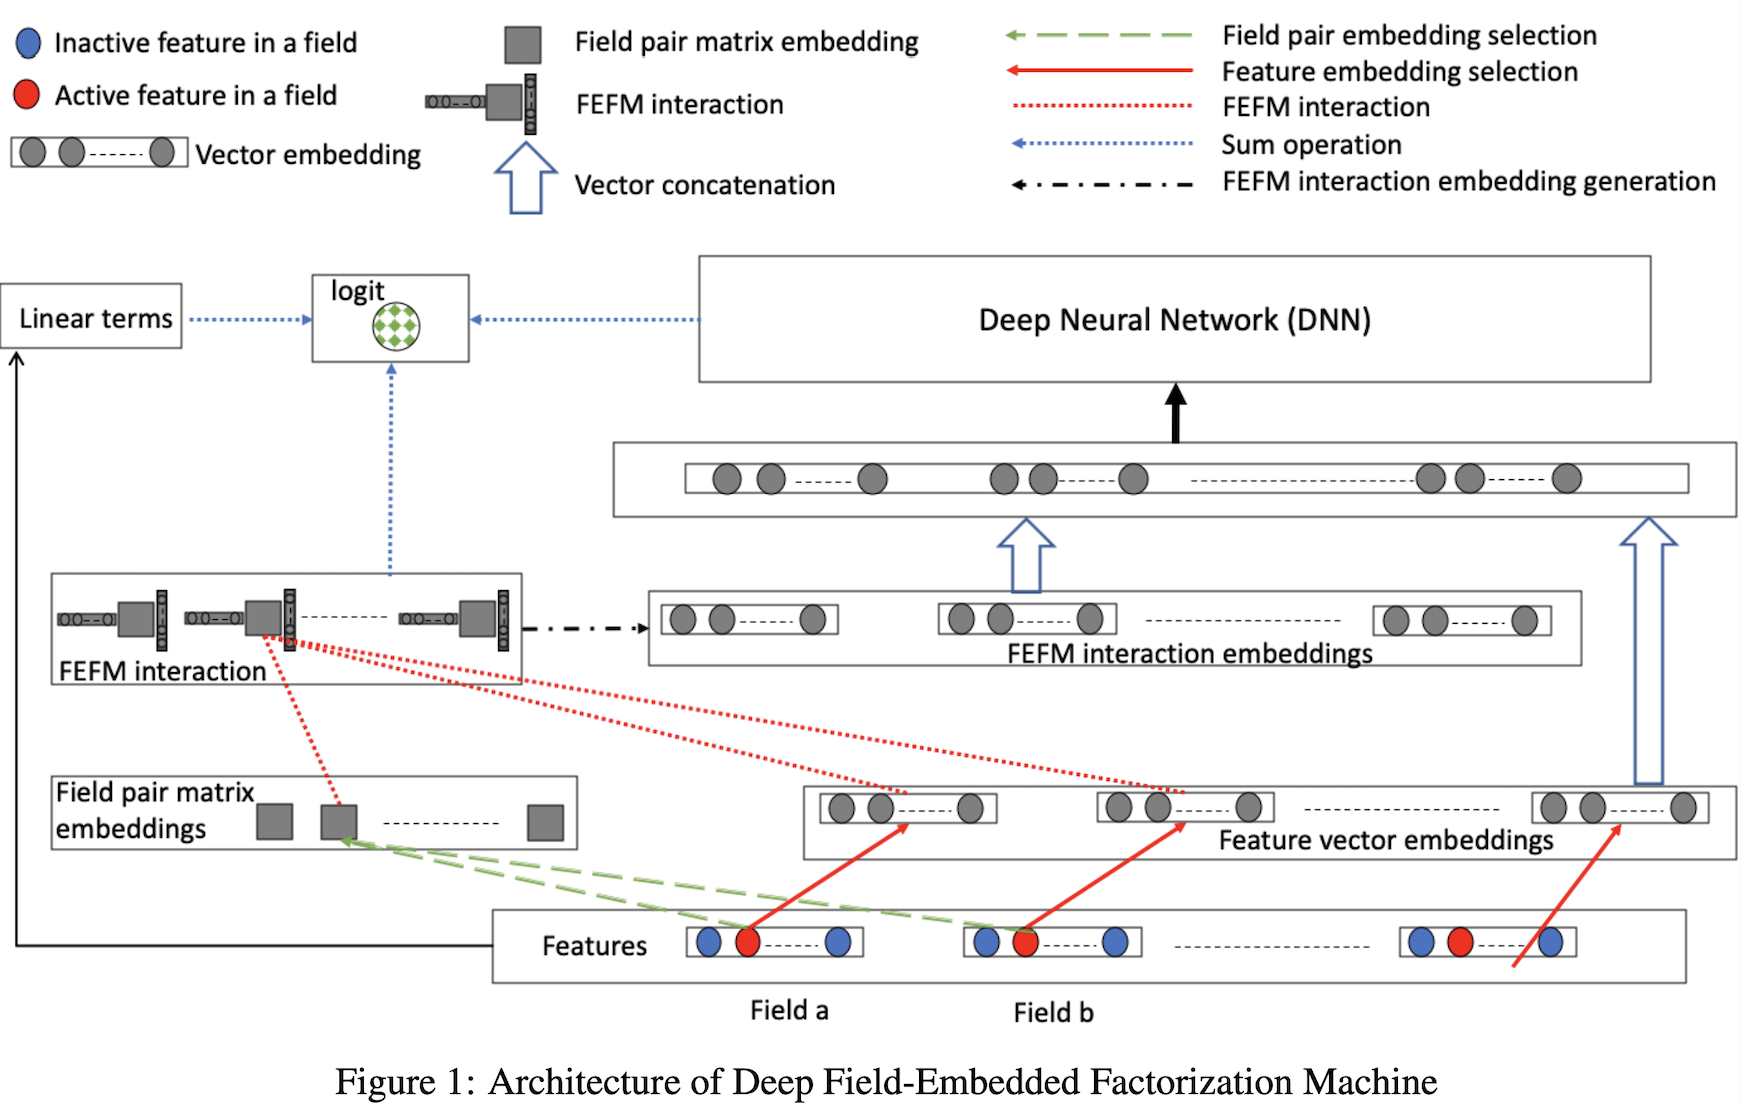 Inactive feature in a field
Active feature in a field
Vector embedding
Field pair matrix embedding
FEFM interaction
Vector concatenation
Field pair embedding selection
Feature embedding selection
FEFM interaction
Sum operation
FEFM interaction embedding generation
Linear terms
logit
Deep Neural Network (DNN)
FEFM interaction
FEFM interaction embeddings
Field pair matrix
embeddings
Feature vector embeddings
Features
Field a
Field b
Figure 1: Architecture of Deep Field-Embedded Factorization Machine